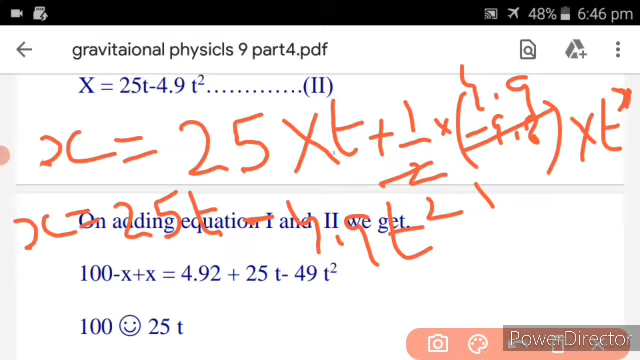 48% 6:46 pm
gravitaional physicls 9 part4.pdf
X = 25t-4.9 t²………….(II)
4.9
x = 25 × t + 1/2 × (-9.8) × t²
On adding equation I and II we get.
x = 25t - 4.9t²
100-x+x = 4.92 + 25 t- 49 t²
100 ☺ 25 t
PowerDirector